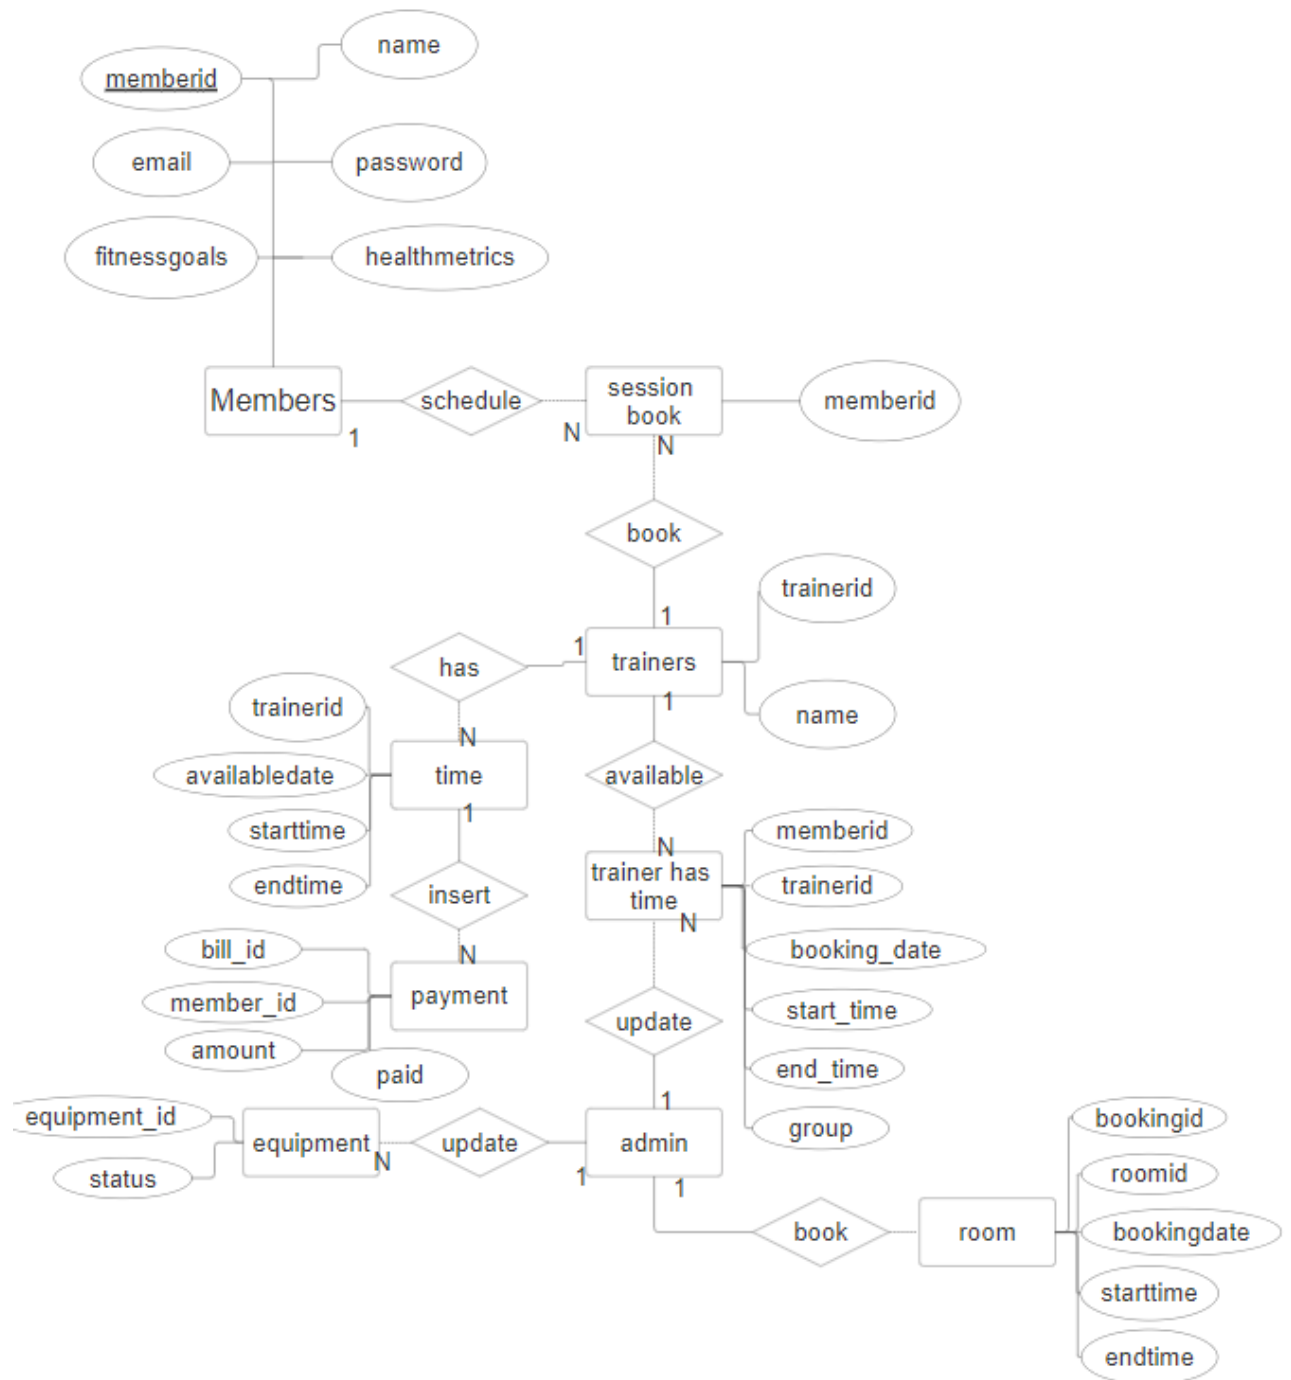 name
memberid
email
password
fitnessgoals
healthmetrics
Members
1
schedule
N
session
book
N
memberid
book
1
trainerid
has
1
trainers
1
name
trainerid
N
availabledate
time
1
starttime
endtime
available
N
trainer has
time
N
memberid
trainerid
booking_date
start_time
end_time
group
insert
N
bill_id
member_id
payment
amount
paid
update
1
equipment_id
equipment
N
status
update
1
admin
1
book
room
bookingid
roomid
bookingdate
starttime
endtime